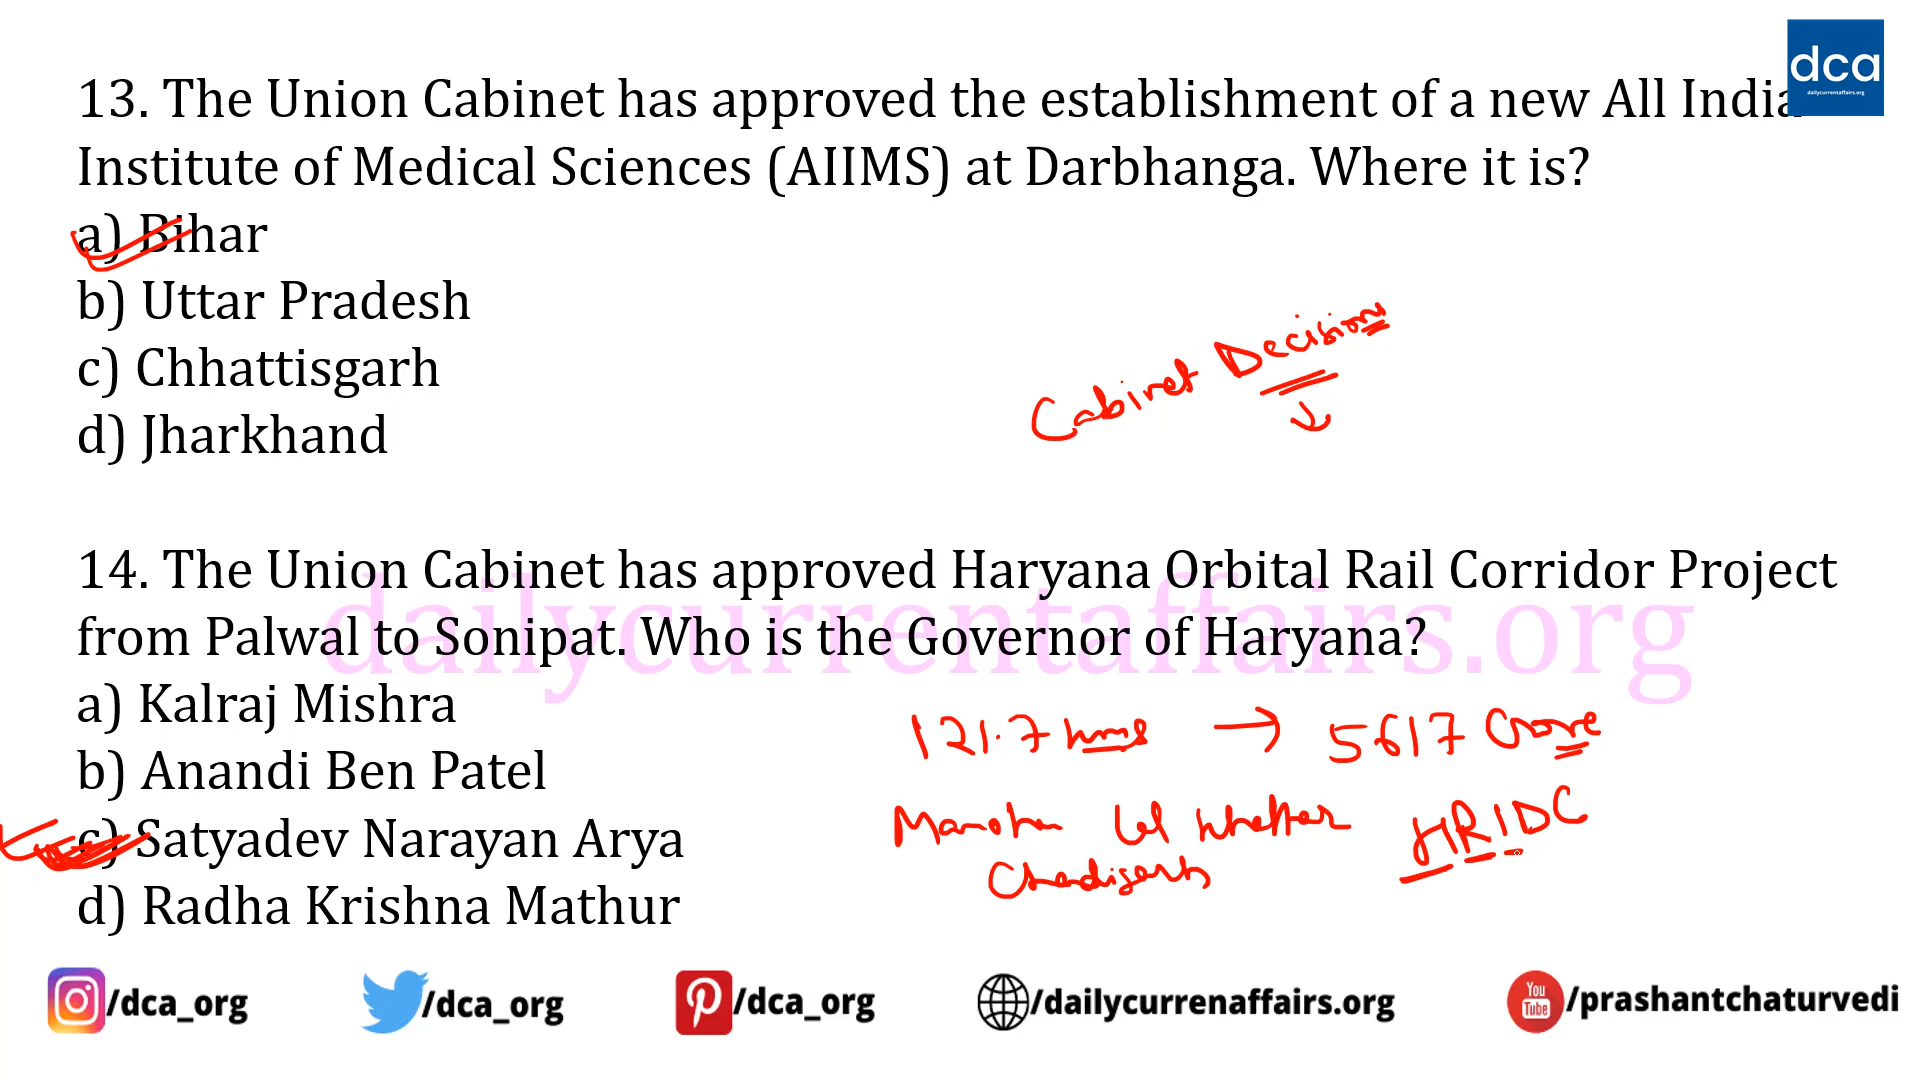 dca
dailycurrentaffairs.org
13. The Union Cabinet has approved the establishment of a new All India
Institute of Medical Sciences (AIIMS) at Darbhanga. Where it is?
a) Bihar
b) Uttar Pradesh
c) Chhattisgarh
d) Jharkhand
Cabinet Decision
14. The Union Cabinet has approved Haryana Orbital Rail Corridor Project
from Palwal to Sonipat. Who is the Governor of Haryana?
dailycurrentaffairs.org
a) Kalraj Mishra
b) Anandi Ben Patel
c) Satyadev Narayan Arya
d) Radha Krishna Mathur
121.7 kms → 5617 Crore
Manohar Lal Khattar HRIDC
/dca_org
/dca_org
/dca_org
/dailycurrenaffairs.org
You Tube
/prashantchaturvedi